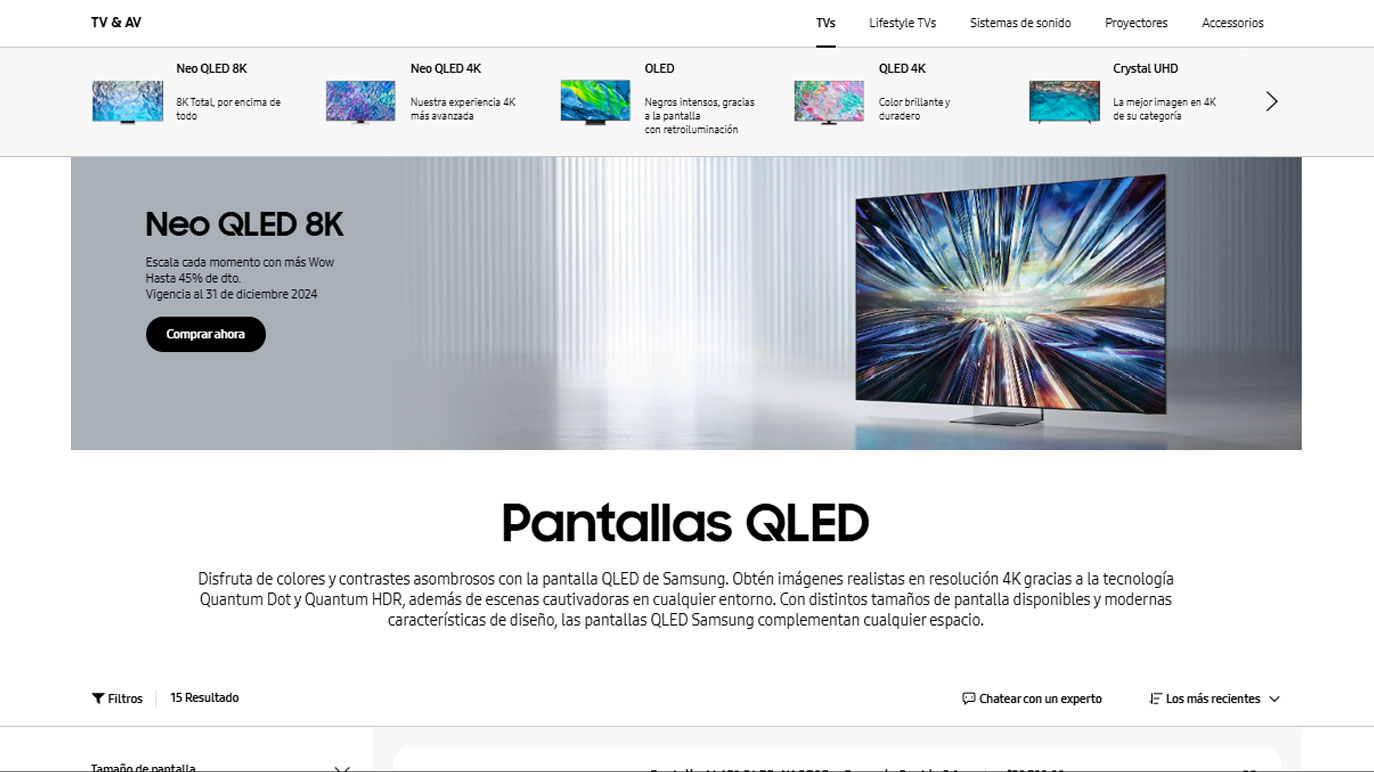 TV & AV
TVs
Lifestyle TVs
Sistemas de sonido
Proyectores
Accessorios
Neo QLED 8K
8K Total, por encima de
todo
Neo QLED 4K
Nuestra experiencia 4K
más avanzada
OLED
Negros intensos, gracias
a la pantalla
con retroiluminación
QLED 4K
Color brillante y
duradero
Crystal UHD
La mejor imagen en 4K
de su categoría
Neo QLED 8K
Escala cada momento con más Wow
Hasta 45% de dto.
Vigencia al 31 de diciembre 2024
Comprar ahora
Pantallas QLED
Disfruta de colores y contrastes asombrosos con la pantalla QLED de Samsung. Obtén imágenes realistas en resolución 4K gracias a la tecnología
Quantum Dot y Quantum HDR, además de escenas cautivadoras en cualquier entorno. Con distintos tamaños de pantalla disponibles y modernas
características de diseño, las pantallas QLED Samsung complementan cualquier espacio.
Filtros
15 Resultado
Chatear con un experto
Los más recientes
Tamaño de pantalla